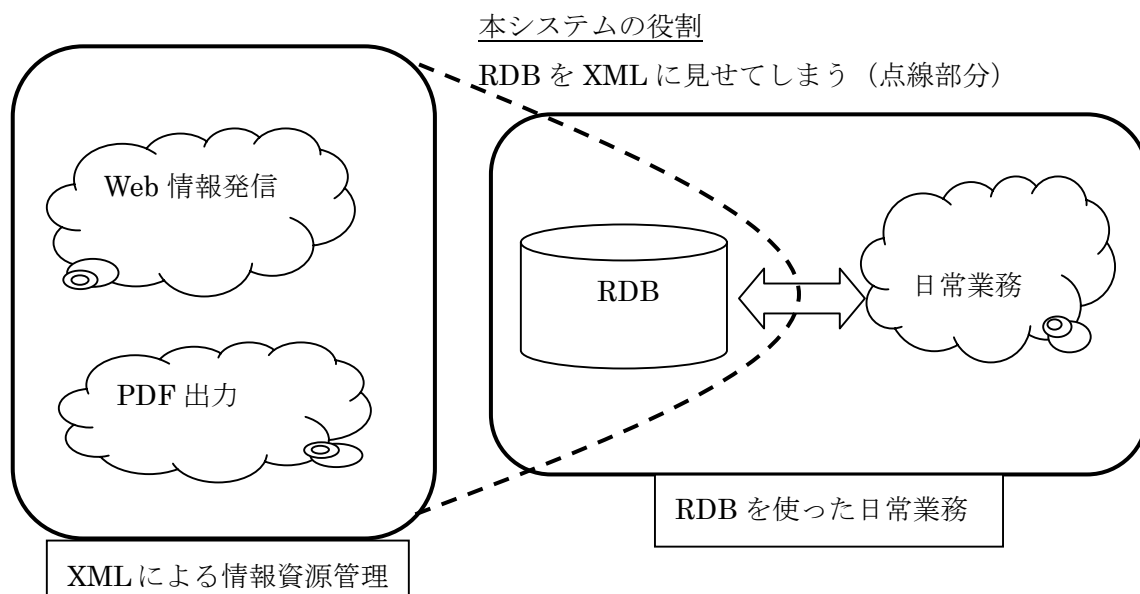 本システムの役割
RDB を XML に見せてしまう（点線部分）
Web 情報発信
RDB
日常業務
PDF 出力
RDB を使った日常業務
XML による情報資源管理